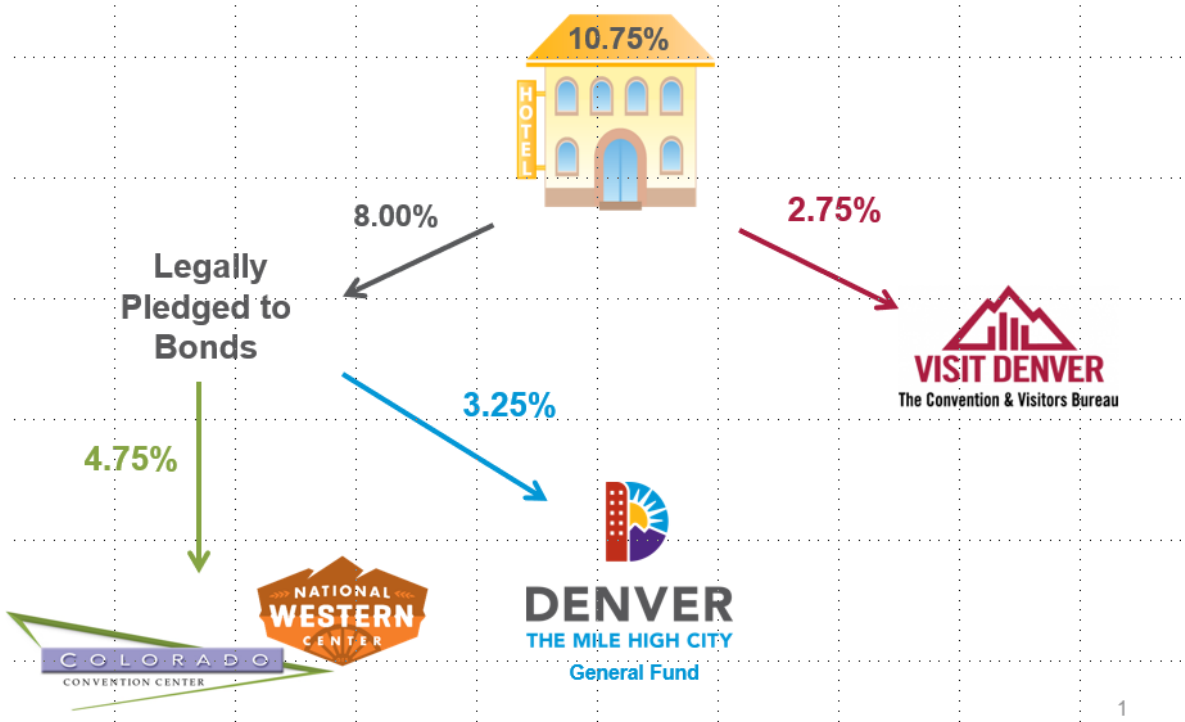 10.75%
HOTEL
8.00%
2.75%
Legally
Pledged to
Bonds
VISIT DENVER
The Convention & Visitors Bureau
3.25%
4.75%
NATIONAL
WESTERN
CENTER
COLORADO
CONVENTION CENTER
DENVER
THE MILE HIGH CITY
General Fund
1